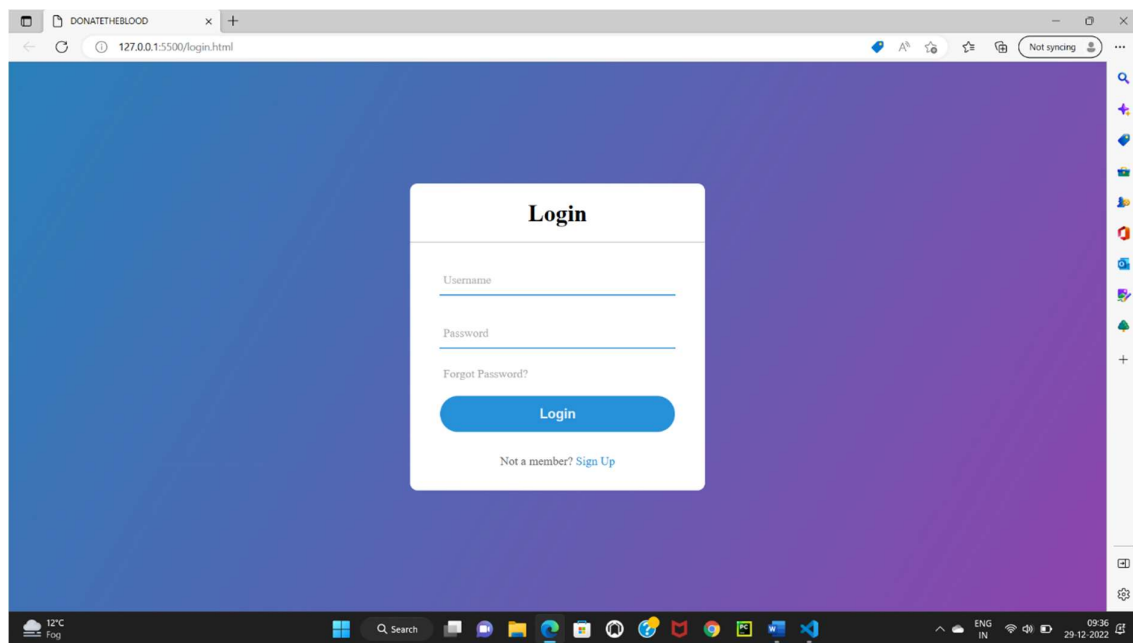 DONATETHEBLOOD
127.0.0.1:5500/login.html
Not syncing
Login
Username
Password
Forgot Password?
Login
Not a member? Sign Up
12°C
Fog
Search
ENG
IN
09:36
29-12-2022